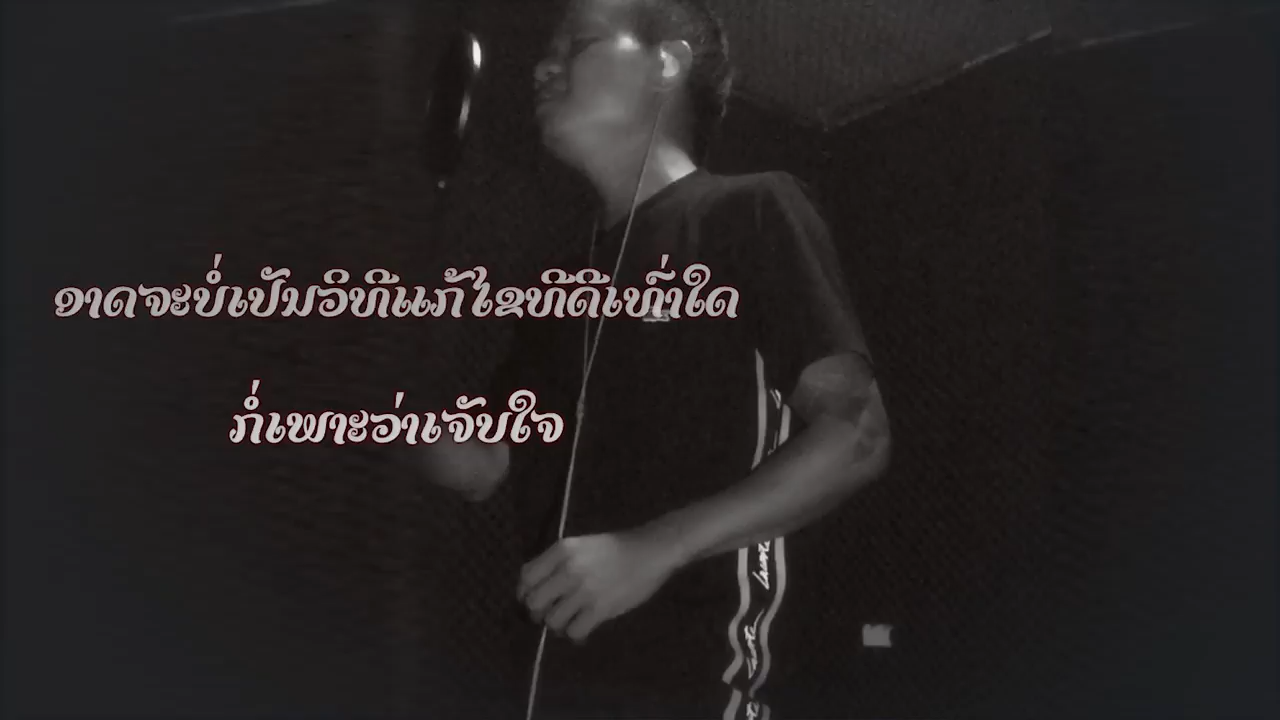 ອາດຈະບໍ່ເປັນວິທີແກ້ໄຂທີ່ດີເທົ່າໃດ
ກໍ່ເພາະວ່າເຈັບໃຈ